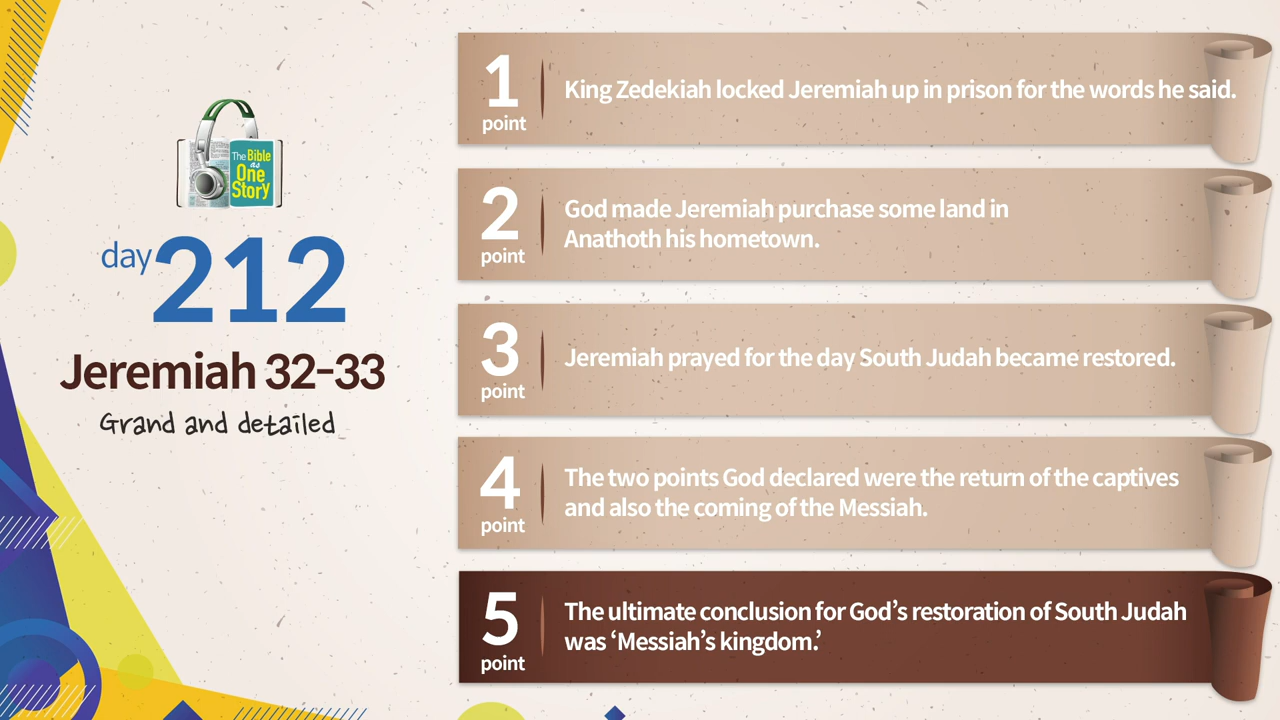 The Bible
as
One
Story
day 212
Jeremiah 32-33
Grand and detailed
1
point
King Zedekiah locked Jeremiah up in prison for the words he said.
2
point
God made Jeremiah purchase some land in
Anathoth his hometown.
3
point
Jeremiah prayed for the day South Judah became restored.
4
point
The two points God declared were the return of the captives
and also the coming of the Messiah.
5
point
The ultimate conclusion for God’s restoration of South Judah
was ‘Messiah’s kingdom.’